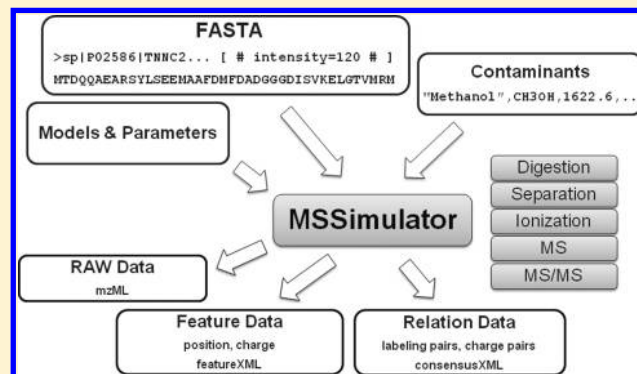 FASTA
>sp|P02586|TNNC2... [ # intensity=120 # ]
MTDQQAEARSYLSEEMAAFDMFDADGGGDISVKELGTVMRM
Contaminants
"Methanol",CH3OH,1622.6,..
Models & Parameters
MSSimulator
Digestion
Separation
Ionization
MS
MS/MS
RAW Data
mzML
Feature Data
position, charge
featureXML
Relation Data
labeling pairs, charge pairs
consensusXML